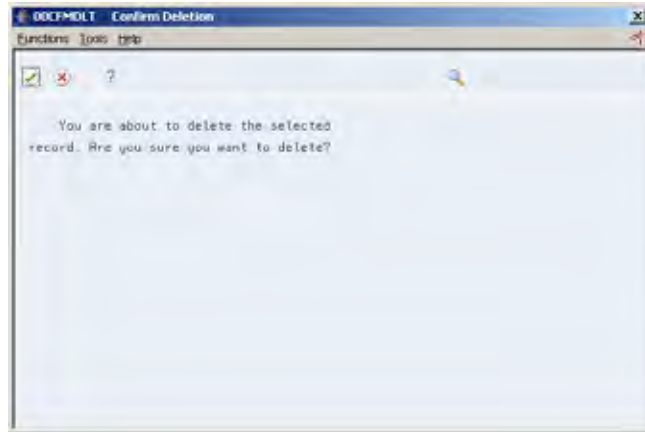 00CFMDLT Confirm Deletion
Functions Tools Help
?
You are about to delete the selected
record. Are you sure you want to delete?